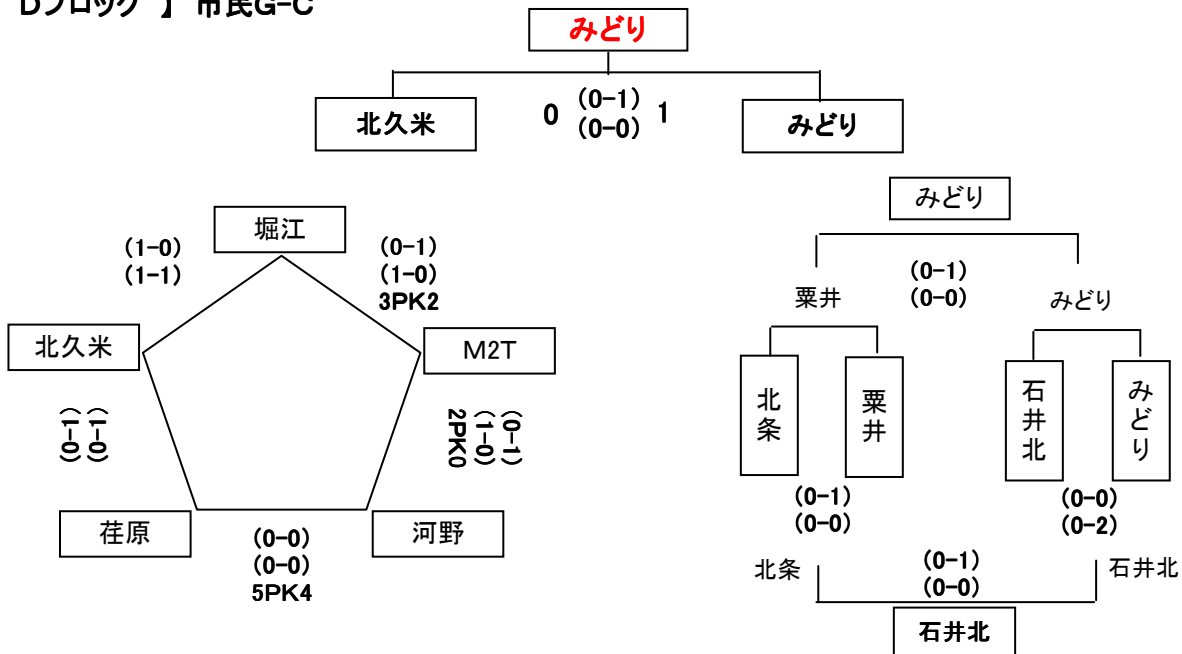 Dブロック 】 市民G-C
みどり
北久米
0 (0-1) 1
(0-0)
みどり
みどり
(0-1)
(0-0)
粟井
みどり
北条
粟井
石井北
みどり
(0-1)
(0-0)
(0-0)
(0-2)
北条
(0-1)
(0-0)
石井北
石井北
堀江
(1-0)
(1-1)
(0-1)
(1-0)
3PK2
北久米
M2T
(0-1)
(0-1)
(0-1)
(1-0)
2PK0
荏原
(0-0)
(0-0)
5PK4
河野